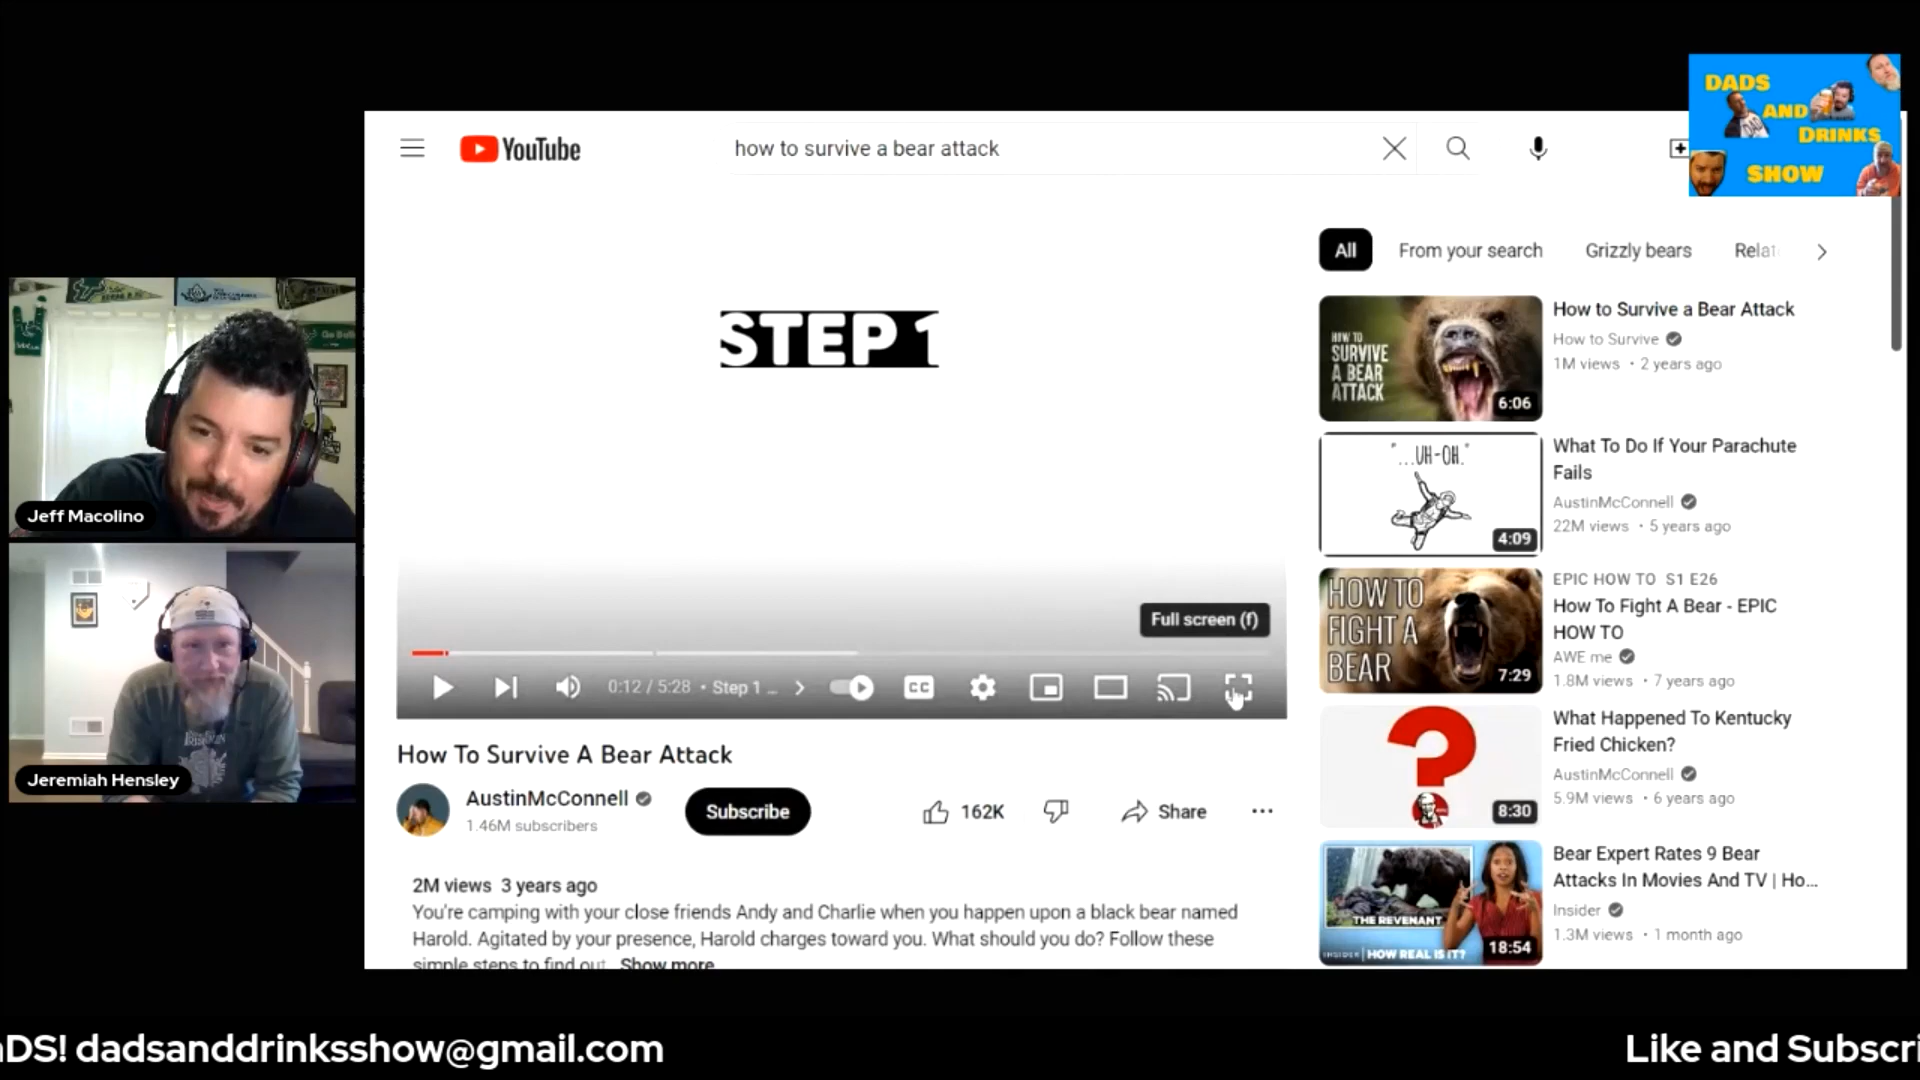 DADS
AND
DRINKS
SHOW
YouTube
how to survive a bear attack
All
From your search
Grizzly bears
Relat
STEP 1
Full screen (f)
0:12 / 5:28 • Step 1 ...
CC
Jeff Macolino
Jeremiah Hensley
How To Survive A Bear Attack
AustinMcConnell
1.46M subscribers
Subscribe
162K
Share
2M views 3 years ago
You're camping with your close friends Andy and Charlie when you happen upon a black bear named
Harold. Agitated by your presence, Harold charges toward you. What should you do? Follow these
simple steps to find out. Show more
HOW TO
SURVIVE
A BEAR
ATTACK
6:06
How to Survive a Bear Attack
How to Survive
1M views • 2 years ago
"...UH-OH."
4:09
What To Do If Your Parachute
Fails
AustinMcConnell
22M views • 5 years ago
HOW TO
FIGHT A
BEAR
7:29
EPIC HOW TO S1 E26
How To Fight A Bear - EPIC
HOW TO
AWE me
1.8M views • 7 years ago
?
8:30
What Happened To Kentucky
Fried Chicken?
AustinMcConnell
5.9M views • 6 years ago
THE REVENANT
INSIDER | HOW REAL IS IT?
18:54
Bear Expert Rates 9 Bear
Attacks In Movies And TV | Ho...
Insider
1.3M views • 1 month ago
DS! dadsanddrinksshow@gmail.com
Like and Subscri